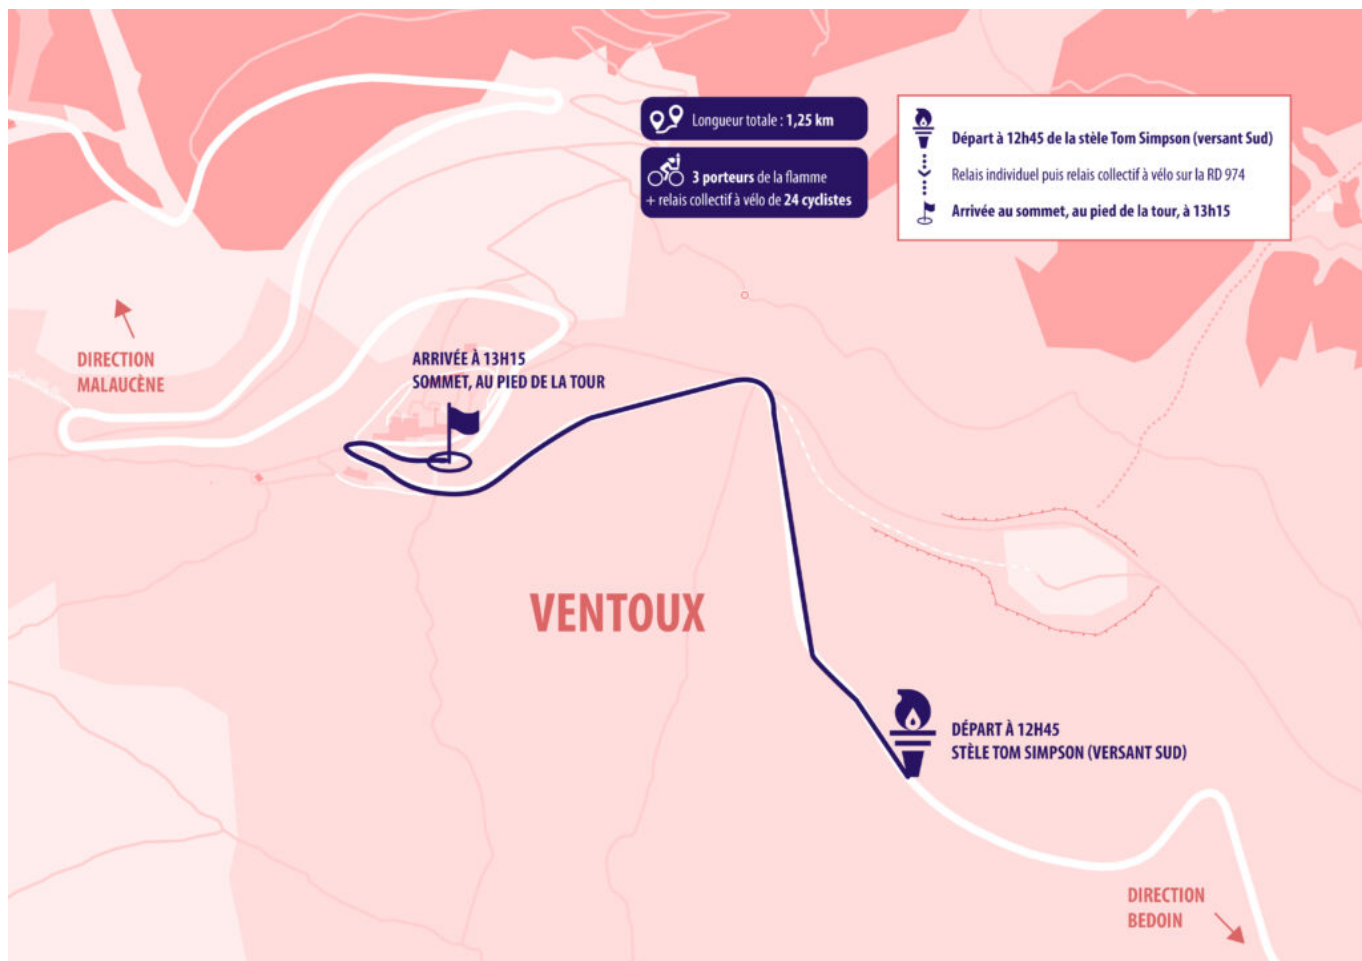 Longueur totale : 1,25 km
3 porteurs de la flamme
+ relais collectif à vélo de 24 cyclistes
Départ à 12h45 de la stèle Tom Simpson (versant Sud)
Relais individuel puis relais collectif à vélo sur la RD 974
Arrivée au sommet, au pied de la tour, à 13h15
DIRECTION
MALAUCÈNE
ARRIVÉE À 13H15
SOMMET, AU PIED DE LA TOUR
VENTOUX
DÉPART À 12H45
STÈLE TOM SIMPSON (VERSANT SUD)
DIRECTION
BEDOIN